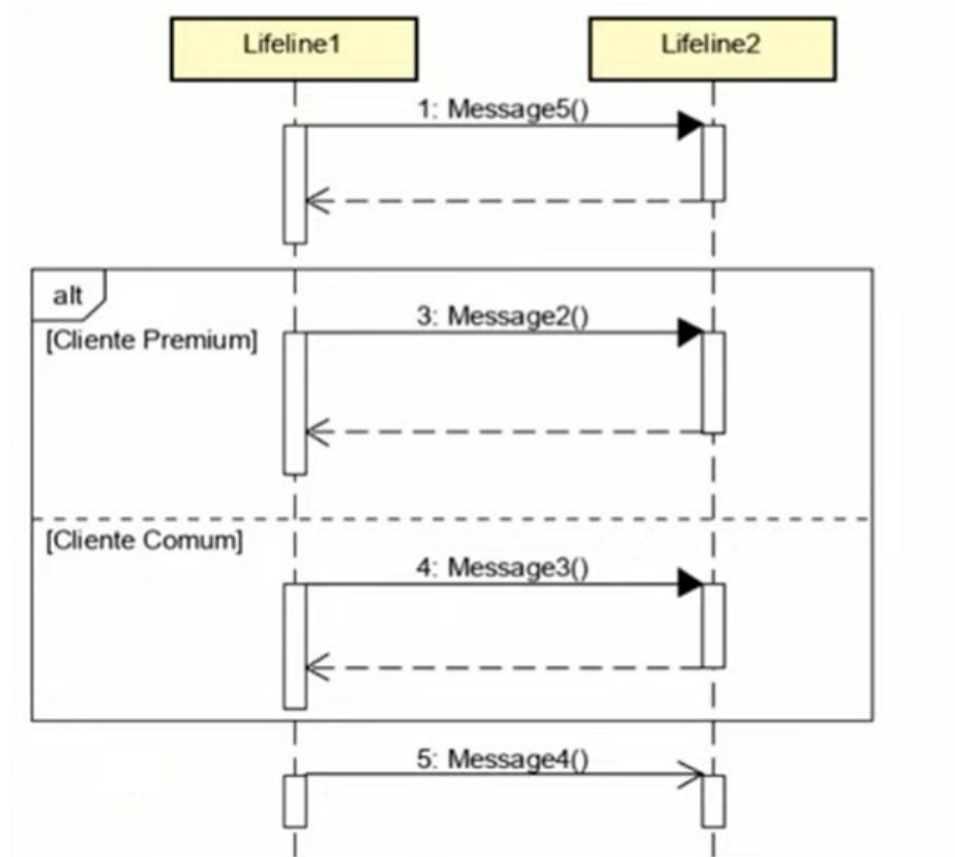 Lifeline1
Lifeline2
1: Message5()
alt
3: Message2()
[Cliente Premium]
[Cliente Comum]
4: Message3()
5: Message4()